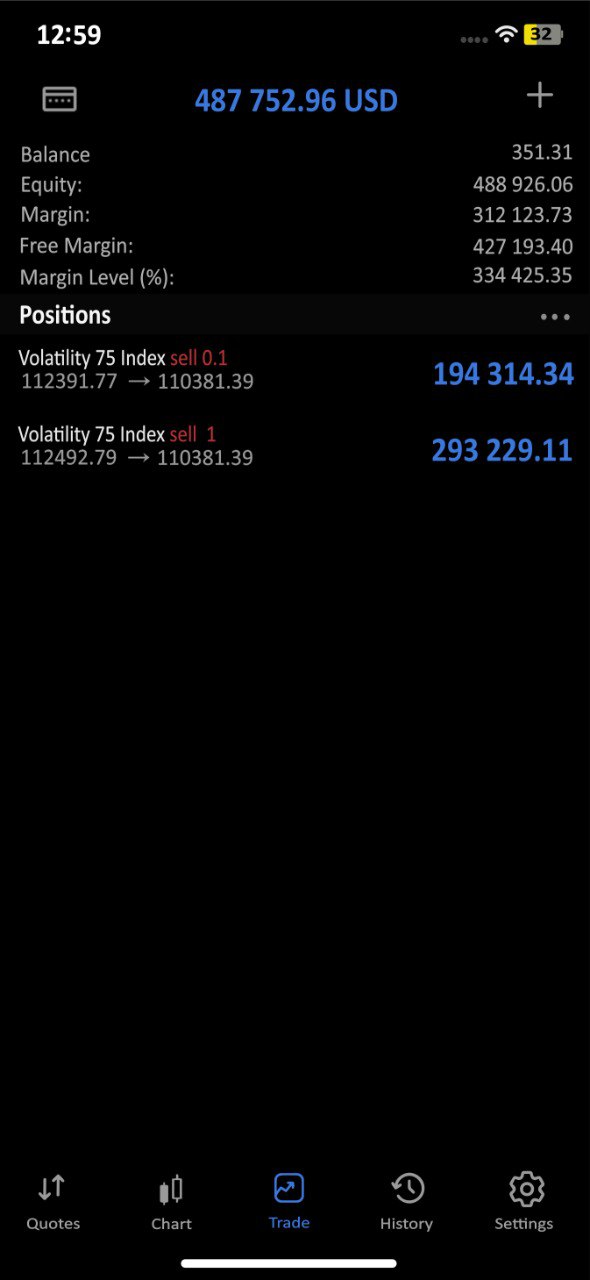 12:59
32
487 752.96 USD
Balance 351.31
Equity: 488 926.06
Margin: 312 123.73
Free Margin: 427 193.40
Margin Level (%): 334 425.35
Positions
Volatility 75 Index sell 0.1
112391.77 → 110381.39
194 314.34
Volatility 75 Index sell 1
112492.79 → 110381.39
293 229.11
Quotes Chart Trade History Settings